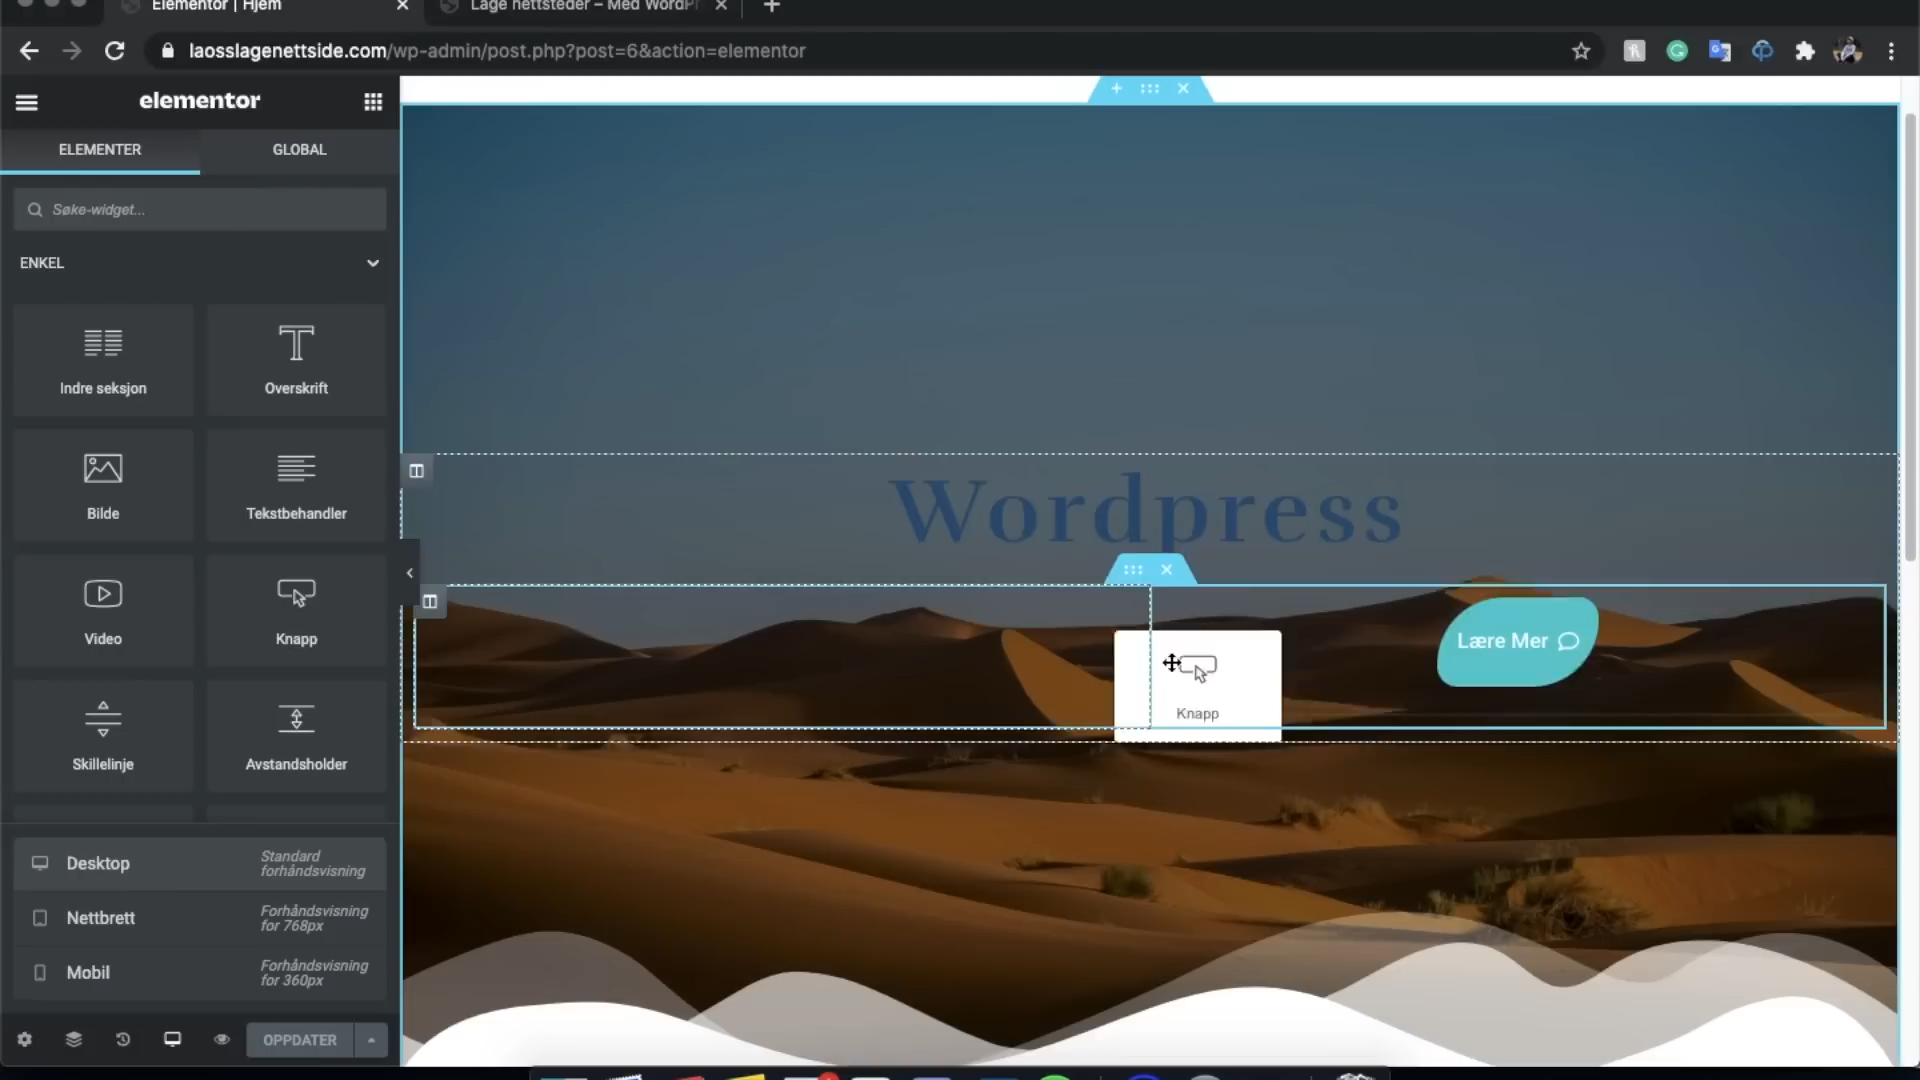 Elementor | Hjem
Lage nettsteder – Med WordPr
laosslagenettside.com/wp-admin/post.php?post=6&action=elementor
elementor
ELEMENTER
GLOBAL
Søke-widget...
ENKEL
Indre seksjon
Overskrift
Bilde
Tekstbehandler
Video
Knapp
Skillelinje
Avstandsholder
Desktop
Standard
forhåndsvisning
Nettbrett
Forhåndsvisning
for 768px
Mobil
Forhåndsvisning
for 360px
OPPDATER
Wordpress
Lære Mer
Knapp